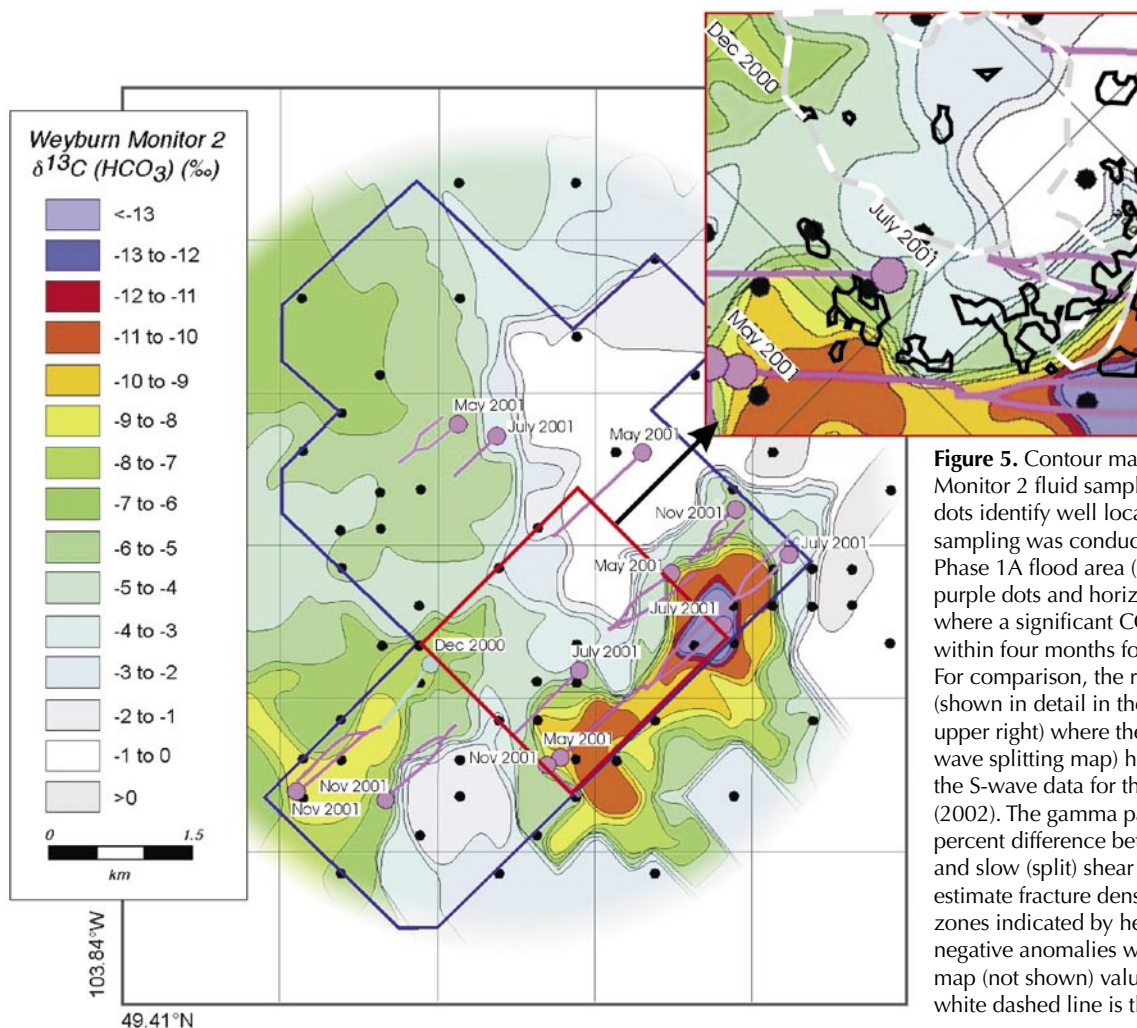 Weyburn Monitor 2
δ13C (HCO3) (‰)
<-13
-13 to -12
-12 to -11
-11 to -10
-10 to -9
-9 to -8
-8 to -7
-7 to -6
-6 to -5
-5 to -4
-4 to -3
-3 to -2
-2 to -1
-1 to 0
>0
0 1.5
km
103.84°W
49.41°N
May 2001
July 2001
May 2001
Nov 2001
July 2001
May 2001
July 2001
Dec 2000
July 2001
May 2001
Nov 2001
Nov 2001
Nov 2001
Dec 2000
July 2001
May 2001
Figure 5. Contour ma
Monitor 2 fluid sampl
dots identify well loca
sampling was conduc
Phase 1A flood area (
purple dots and horiz
where a significant CO
within four months fo
For comparison, the r
(shown in detail in the
upper right) where the
wave splitting map) h
the S-wave data for th
(2002). The gamma pa
percent difference be
and slow (split) shear
estimate fracture dens
zones indicated by he
negative anomalies w
map (not shown) valu
white dashed line is th